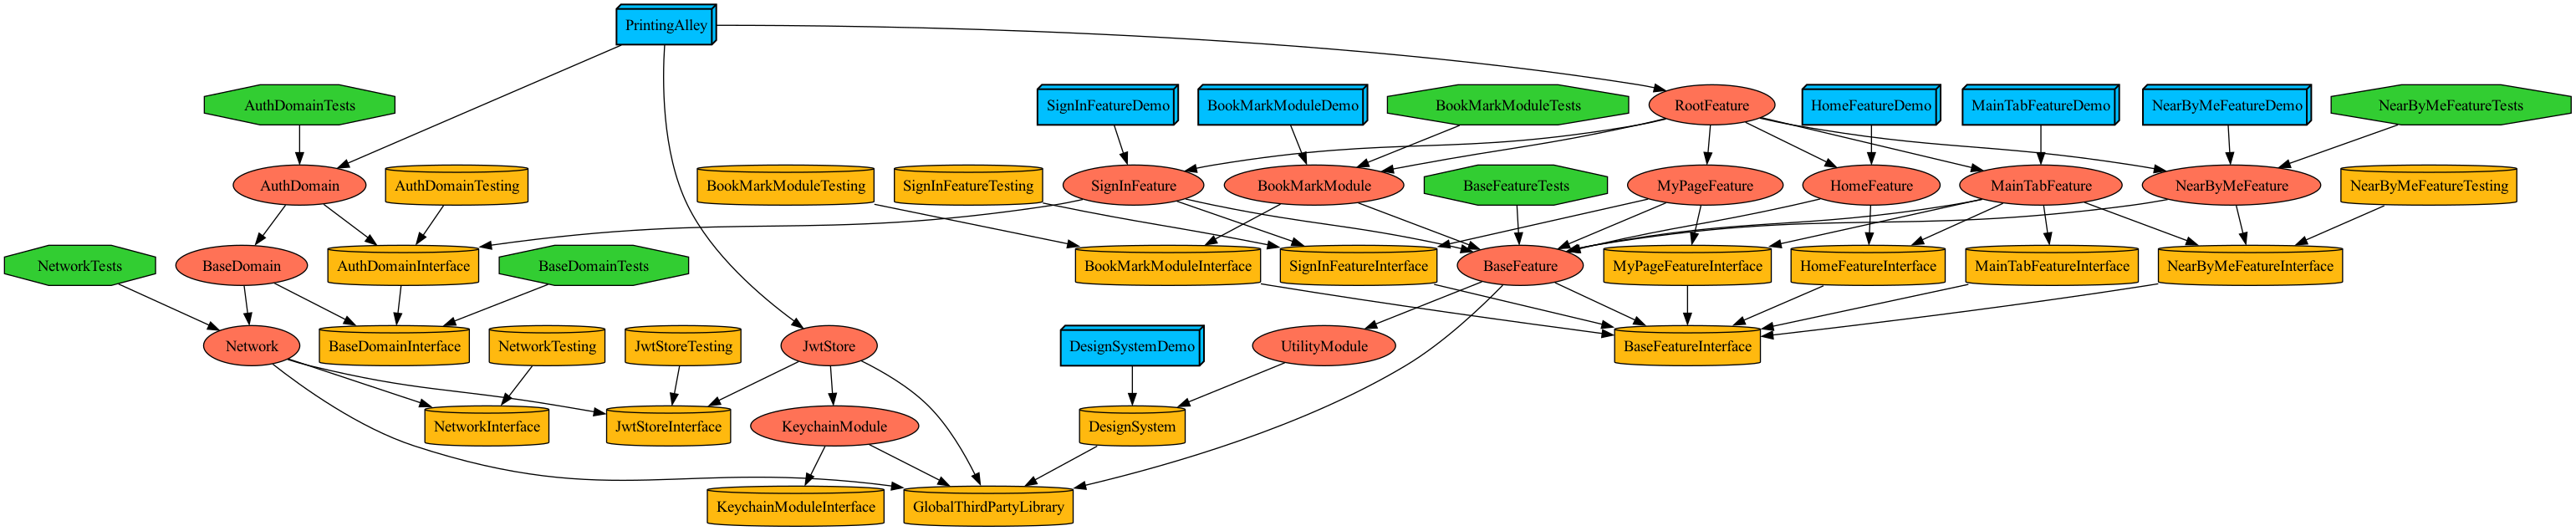 PrintingAlley
AuthDomainTests
SignInFeatureDemo
BookMarkModuleDemo
BookMarkModuleTests
RootFeature
HomeFeatureDemo
MainTabFeatureDemo
NearByMeFeatureDemo
NearByMeFeatureTests
AuthDomain
AuthDomainTesting
BookMarkModuleTesting
SignInFeatureTesting
SignInFeature
BookMarkModule
BaseFeatureTests
MyPageFeature
HomeFeature
MainTabFeature
NearByMeFeature
NearByMeFeatureTesting
NetworkTests
BaseDomain
AuthDomainInterface
BaseDomainTests
BookMarkModuleInterface
SignInFeatureInterface
BaseFeature
MyPageFeatureInterface
HomeFeatureInterface
MainTabFeatureInterface
NearByMeFeatureInterface
Network
BaseDomainInterface
NetworkTesting
JwtStoreTesting
JwtStore
DesignSystemDemo
UtilityModule
BaseFeatureInterface
NetworkInterface
JwtStoreInterface
KeychainModule
DesignSystem
KeychainModuleInterface
GlobalThirdPartyLibrary